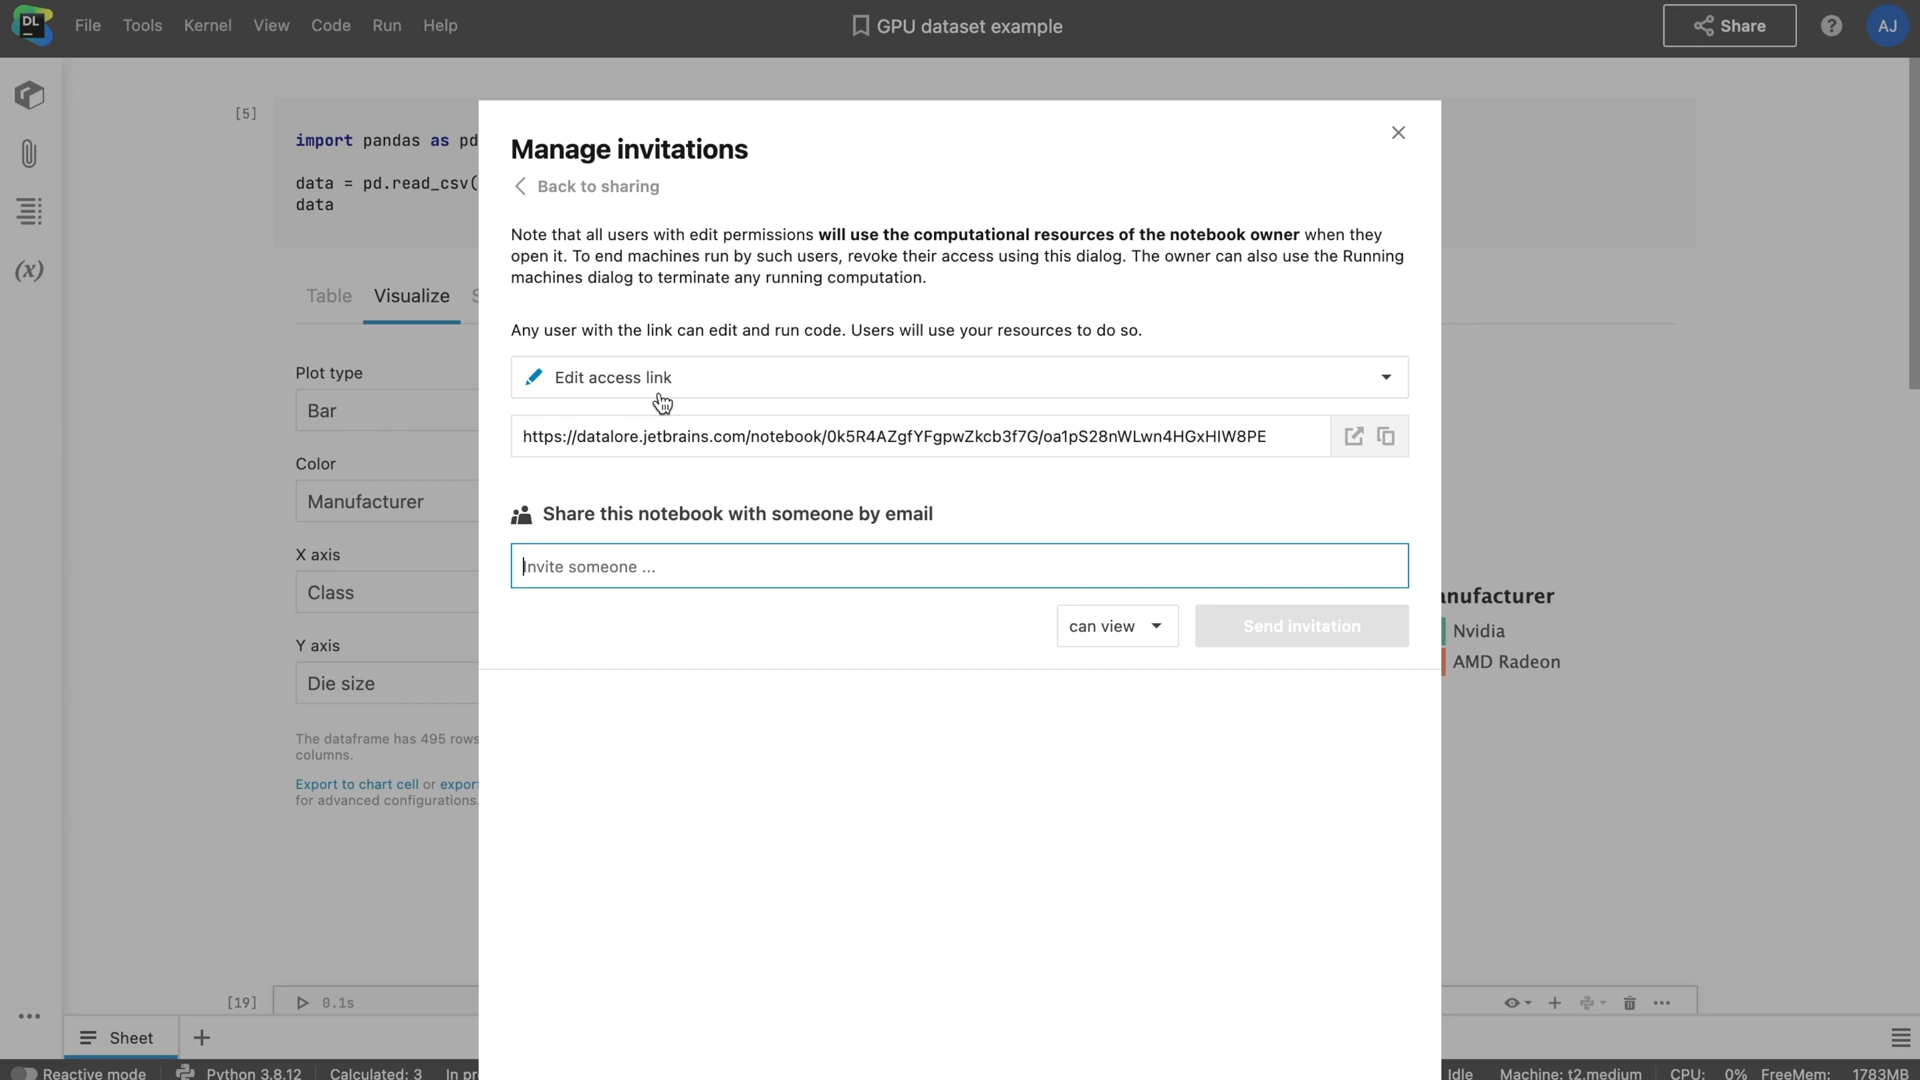 DL
File Tools Kernel View Code Run Help
GPU dataset example
Share
?
AJ
[5]
import pandas as pd
data = pd.read_csv(
data
Table Visualize
Plot type
Bar
Color
Manufacturer
X axis
Class
Y axis
Die size
The dataframe has 495 rows
columns.
Export to chart cell or export
for advanced configurations.
(x)
Manage invitations
Back to sharing
Note that all users with edit permissions will use the computational resources of the notebook owner when they
open it. To end machines run by such users, revoke their access using this dialog. The owner can also use the Running
machines dialog to terminate any running computation.
Any user with the link can edit and run code. Users will use your resources to do so.
Edit access link
https://datalore.jetbrains.com/notebook/0k5R4AZgfYFgpwZkcb3f7G/oa1pS28nWLwn4HGxHIW8PE
Share this notebook with someone by email
Invite someone ...
can view
Send invitation
anufacturer
Nvidia
AMD Radeon
[19]
0.1s
Sheet
Reactive mode Python 3.8.12 Calculated: 3 In pr
Idle Machine: t2.medium CPU: 0% FreeMem: 1783MB